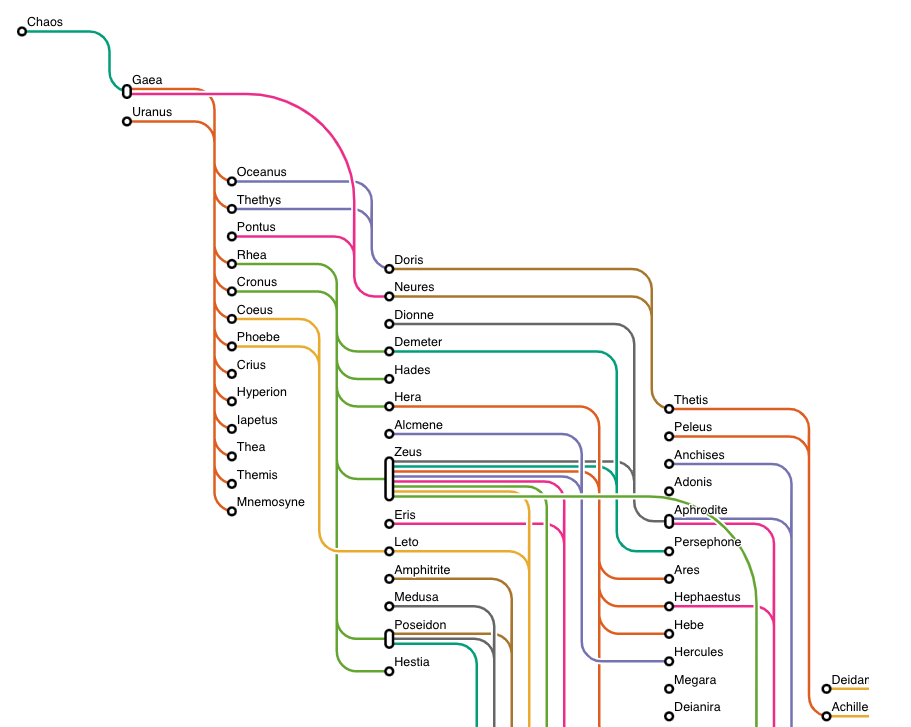 Chaos
Gaea
Uranus
Oceanus
Thethys
Pontus
Rhea
Cronus
Coeus
Phoebe
Crius
Hyperion
Iapetus
Thea
Themis
Mnemosyne
Doris
Neures
Dionne
Demeter
Hades
Hera
Alcmene
Zeus
Eris
Leto
Amphitrite
Medusa
Poseidon
Hestia
Thetis
Peleus
Anchises
Adonis
Aphrodite
Persephone
Ares
Hephaestus
Hebe
Hercules
Megara
Deianira
Deidar
Achille